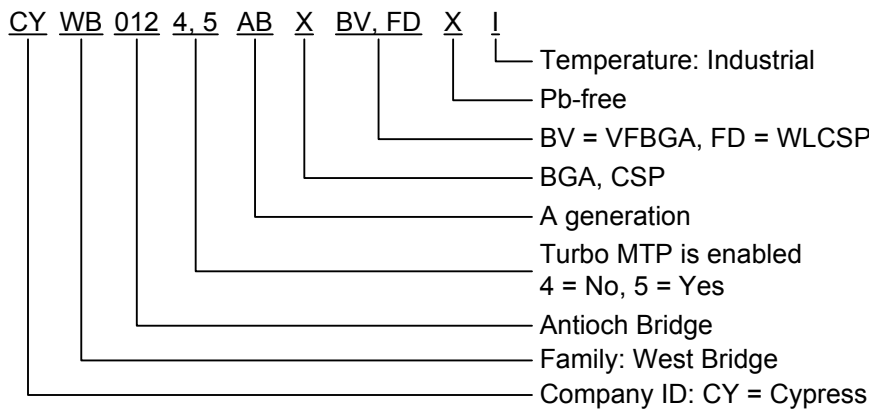 CY WB 012 4, 5 AB X BV, FD X I
Temperature: Industrial
Pb-free
BV = VFBGA, FD = WLCSP
BGA, CSP
A generation
Turbo MTP is enabled
4 = No, 5 = Yes
Antioch Bridge
Family: West Bridge
Company ID: CY = Cypress